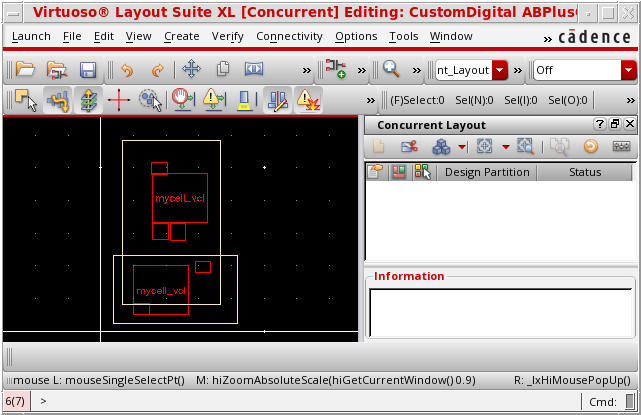 Virtuoso® Layout Suite XL [Concurrent] Editing: CustomDigital ABPlus
Launch File Edit View Create Verify Connectivity Options Tools Window » cādence
» » nt_Layout » Off
» (F)Select:0 Sel(N):0 Sel(I):0 Sel(O):0 »
Concurrent Layout
Design Partition Status
mycell_vcl
Information
mycell_vcl
mouse L: mouseSingleSelectPt() M: hiZoomAbsoluteScale(hiGetCurrentWindow() 0.9) R: _lxHiMousePopUp()
6(7) > Cmd: